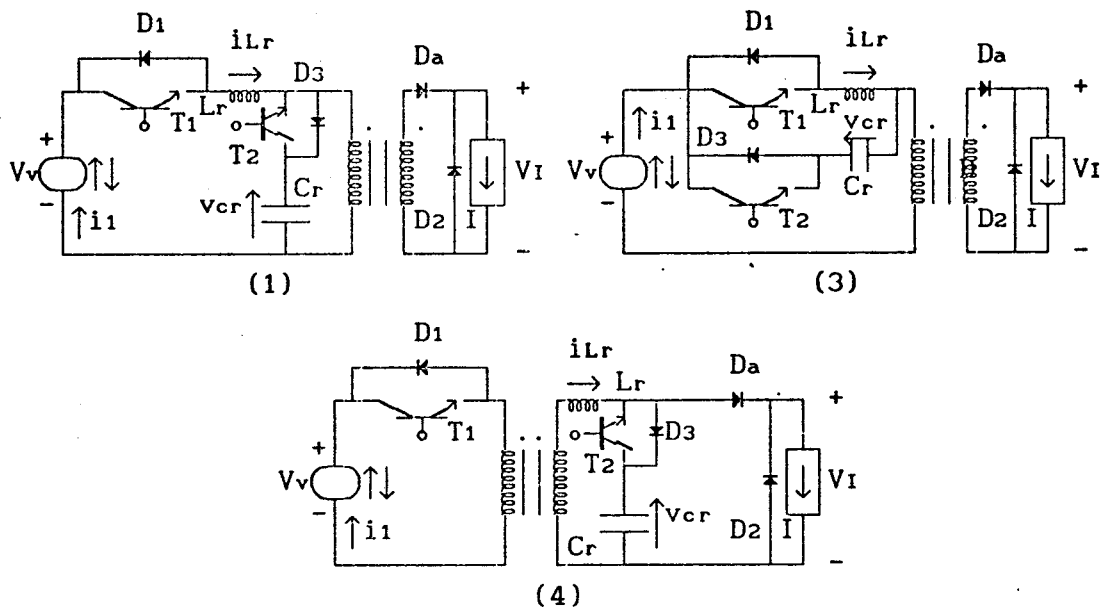 D1
iLr
D3
Da
+
T1
Lr
T2
+
Vv
i1
Vcr
Cr
D2
I
VI
-
-
(1)
D1
iLr
Da
+
i1
T1
Lr
D3
Vcr
+
Vv
Cr
T2
D2
I
VI
-
-
(3)
D1
iLr
Lr
Da
+
T1
T2
D3
+
Vv
i1
Vcr
Cr
D2
I
VI
-
-
(4)